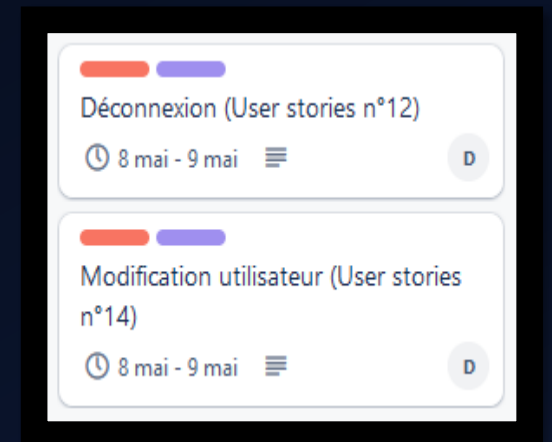 Déconnexion (User stories n°12)
8 mai - 9 mai
D
Modification utilisateur (User stories
n°14)
8 mai - 9 mai
D